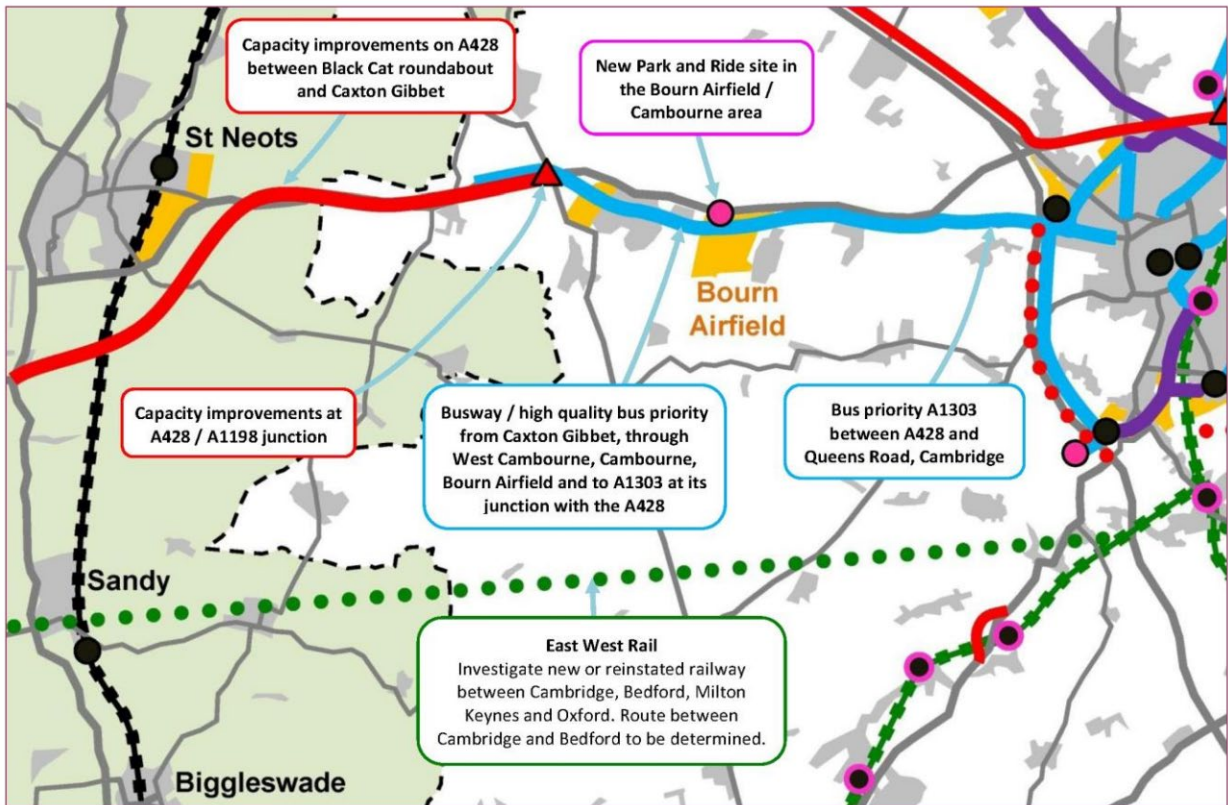 Capacity improvements on A428
between Black Cat roundabout
and Caxton Gibbet
New Park and Ride site in
the Bourn Airfield /
Cambourne area
St Neots
Bourn
Airfield
Capacity improvements at
A428 / A1198 junction
Busway / high quality bus priority
from Caxton Gibbet, through
West Cambourne, Cambourne,
Bourn Airfield and to A1303 at its
junction with the A428
Bus priority A1303
between A428 and
Queens Road, Cambridge
Sandy
East West Rail
Investigate new or reinstated railway
between Cambridge, Bedford, Milton
Keynes and Oxford. Route between
Cambridge and Bedford to be determined.
Biggleswade